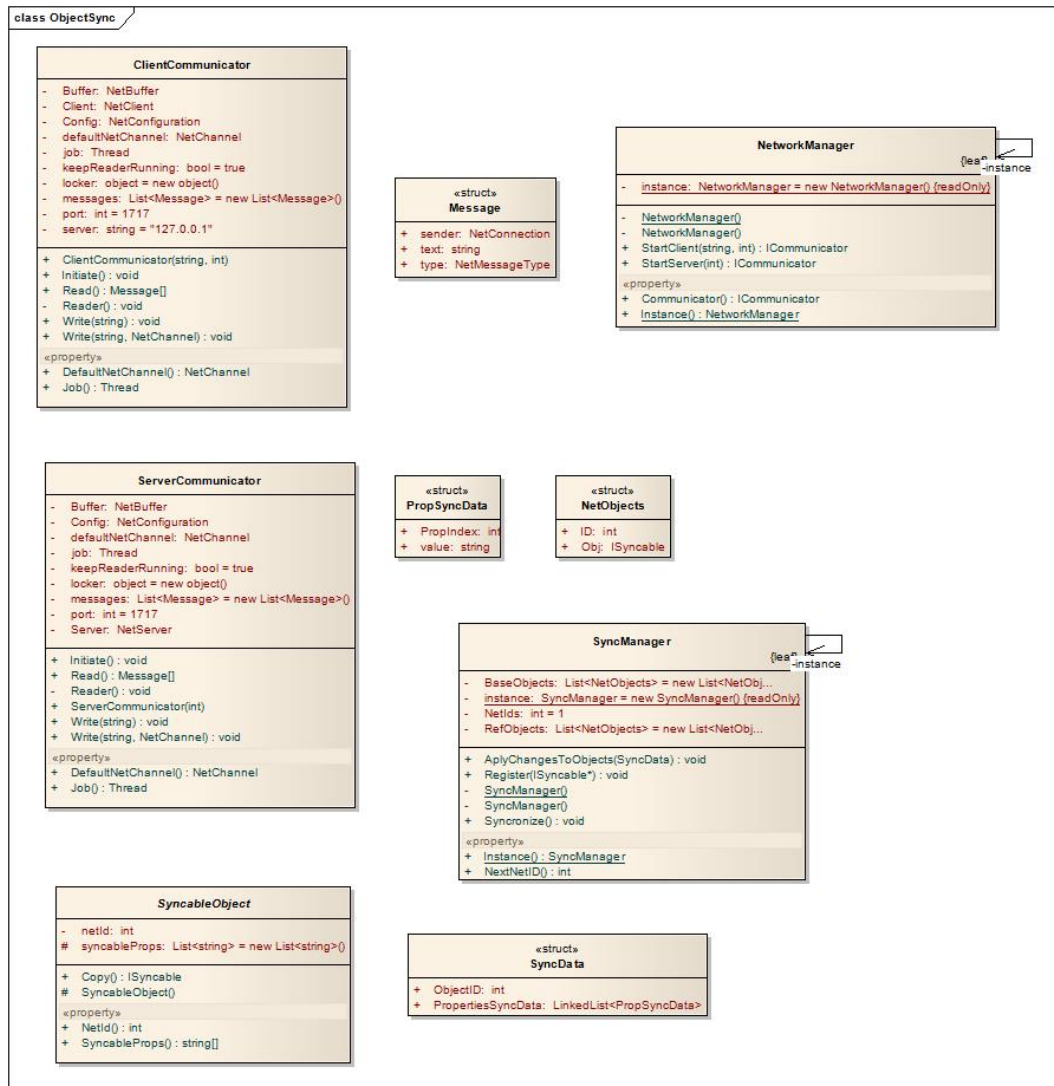 class ObjectSync
ClientCommunicator
- Buffer: NetBuffer
- Client: NetClient
- Config: NetConfiguration
- defaultNetChannel: NetChannel
- job: Thread
- keepReaderRunning: bool = true
- locker: object = new object()
- messages: List<Message> = new List<Message>()
- port: int = 1717
- server: string = "127.0.0.1"
+ ClientCommunicator(string, int)
+ Initiate() : void
+ Read() : Message[]
- Reader() : void
+ Write(string) : void
+ Write(string, NetChannel) : void
«property»
+ DefaultNetChannel() : NetChannel
+ Job() : Thread
«struct»
Message
+ sender: NetConnection
+ text: string
+ type: NetMessageType
NetworkManager
{leaf
-instance
- instance: NetworkManager = new NetworkManager() {readOnly}
- NetworkManager()
- NetworkManager()
+ StartClient(string, int) : ICommunicator
+ StartServer(int) : ICommunicator
«property»
+ Communicator() : ICommunicator
+ Instance() : NetworkManager
ServerCommunicator
- Buffer: NetBuffer
- Config: NetConfiguration
- defaultNetChannel: NetChannel
- job: Thread
- keepReaderRunning: bool = true
- locker: object = new object()
- messages: List<Message> = new List<Message>()
- port: int = 1717
- Server: NetServer
+ Initiate() : void
+ Read() : Message[]
- Reader() : void
+ ServerCommunicator(int)
+ Write(string) : void
+ Write(string, NetChannel) : void
«property»
+ DefaultNetChannel() : NetChannel
+ Job() : Thread
«struct»
PropSyncData
+ PropIndex: int
+ value: string
«struct»
NetObjects
+ ID: int
+ Obj: ISyncable
SyncManager
{leaf
-instance
- BaseObjects: List<NetObjects> = new List<NetObj...
- instance: SyncManager = new SyncManager() {readOnly}
- NetIds: int = 1
- RefObjects: List<NetObjects> = new List<NetObj...
+ AplyChangesToObjects(SyncData) : void
+ Register(ISyncable*) : void
- SyncManager()
- SyncManager()
+ Syncronize() : void
«property»
+ Instance() : SyncManager
+ NextNetID() : int
SyncableObject
- netId: int
# syncableProps: List<string> = new List<string>()
+ Copy() : ISyncable
# SyncableObject()
«property»
+ NetId() : int
+ SyncableProps() : string[]
«struct»
SyncData
+ ObjectID: int
+ PropertiesSyncData: LinkedList<PropSyncData>